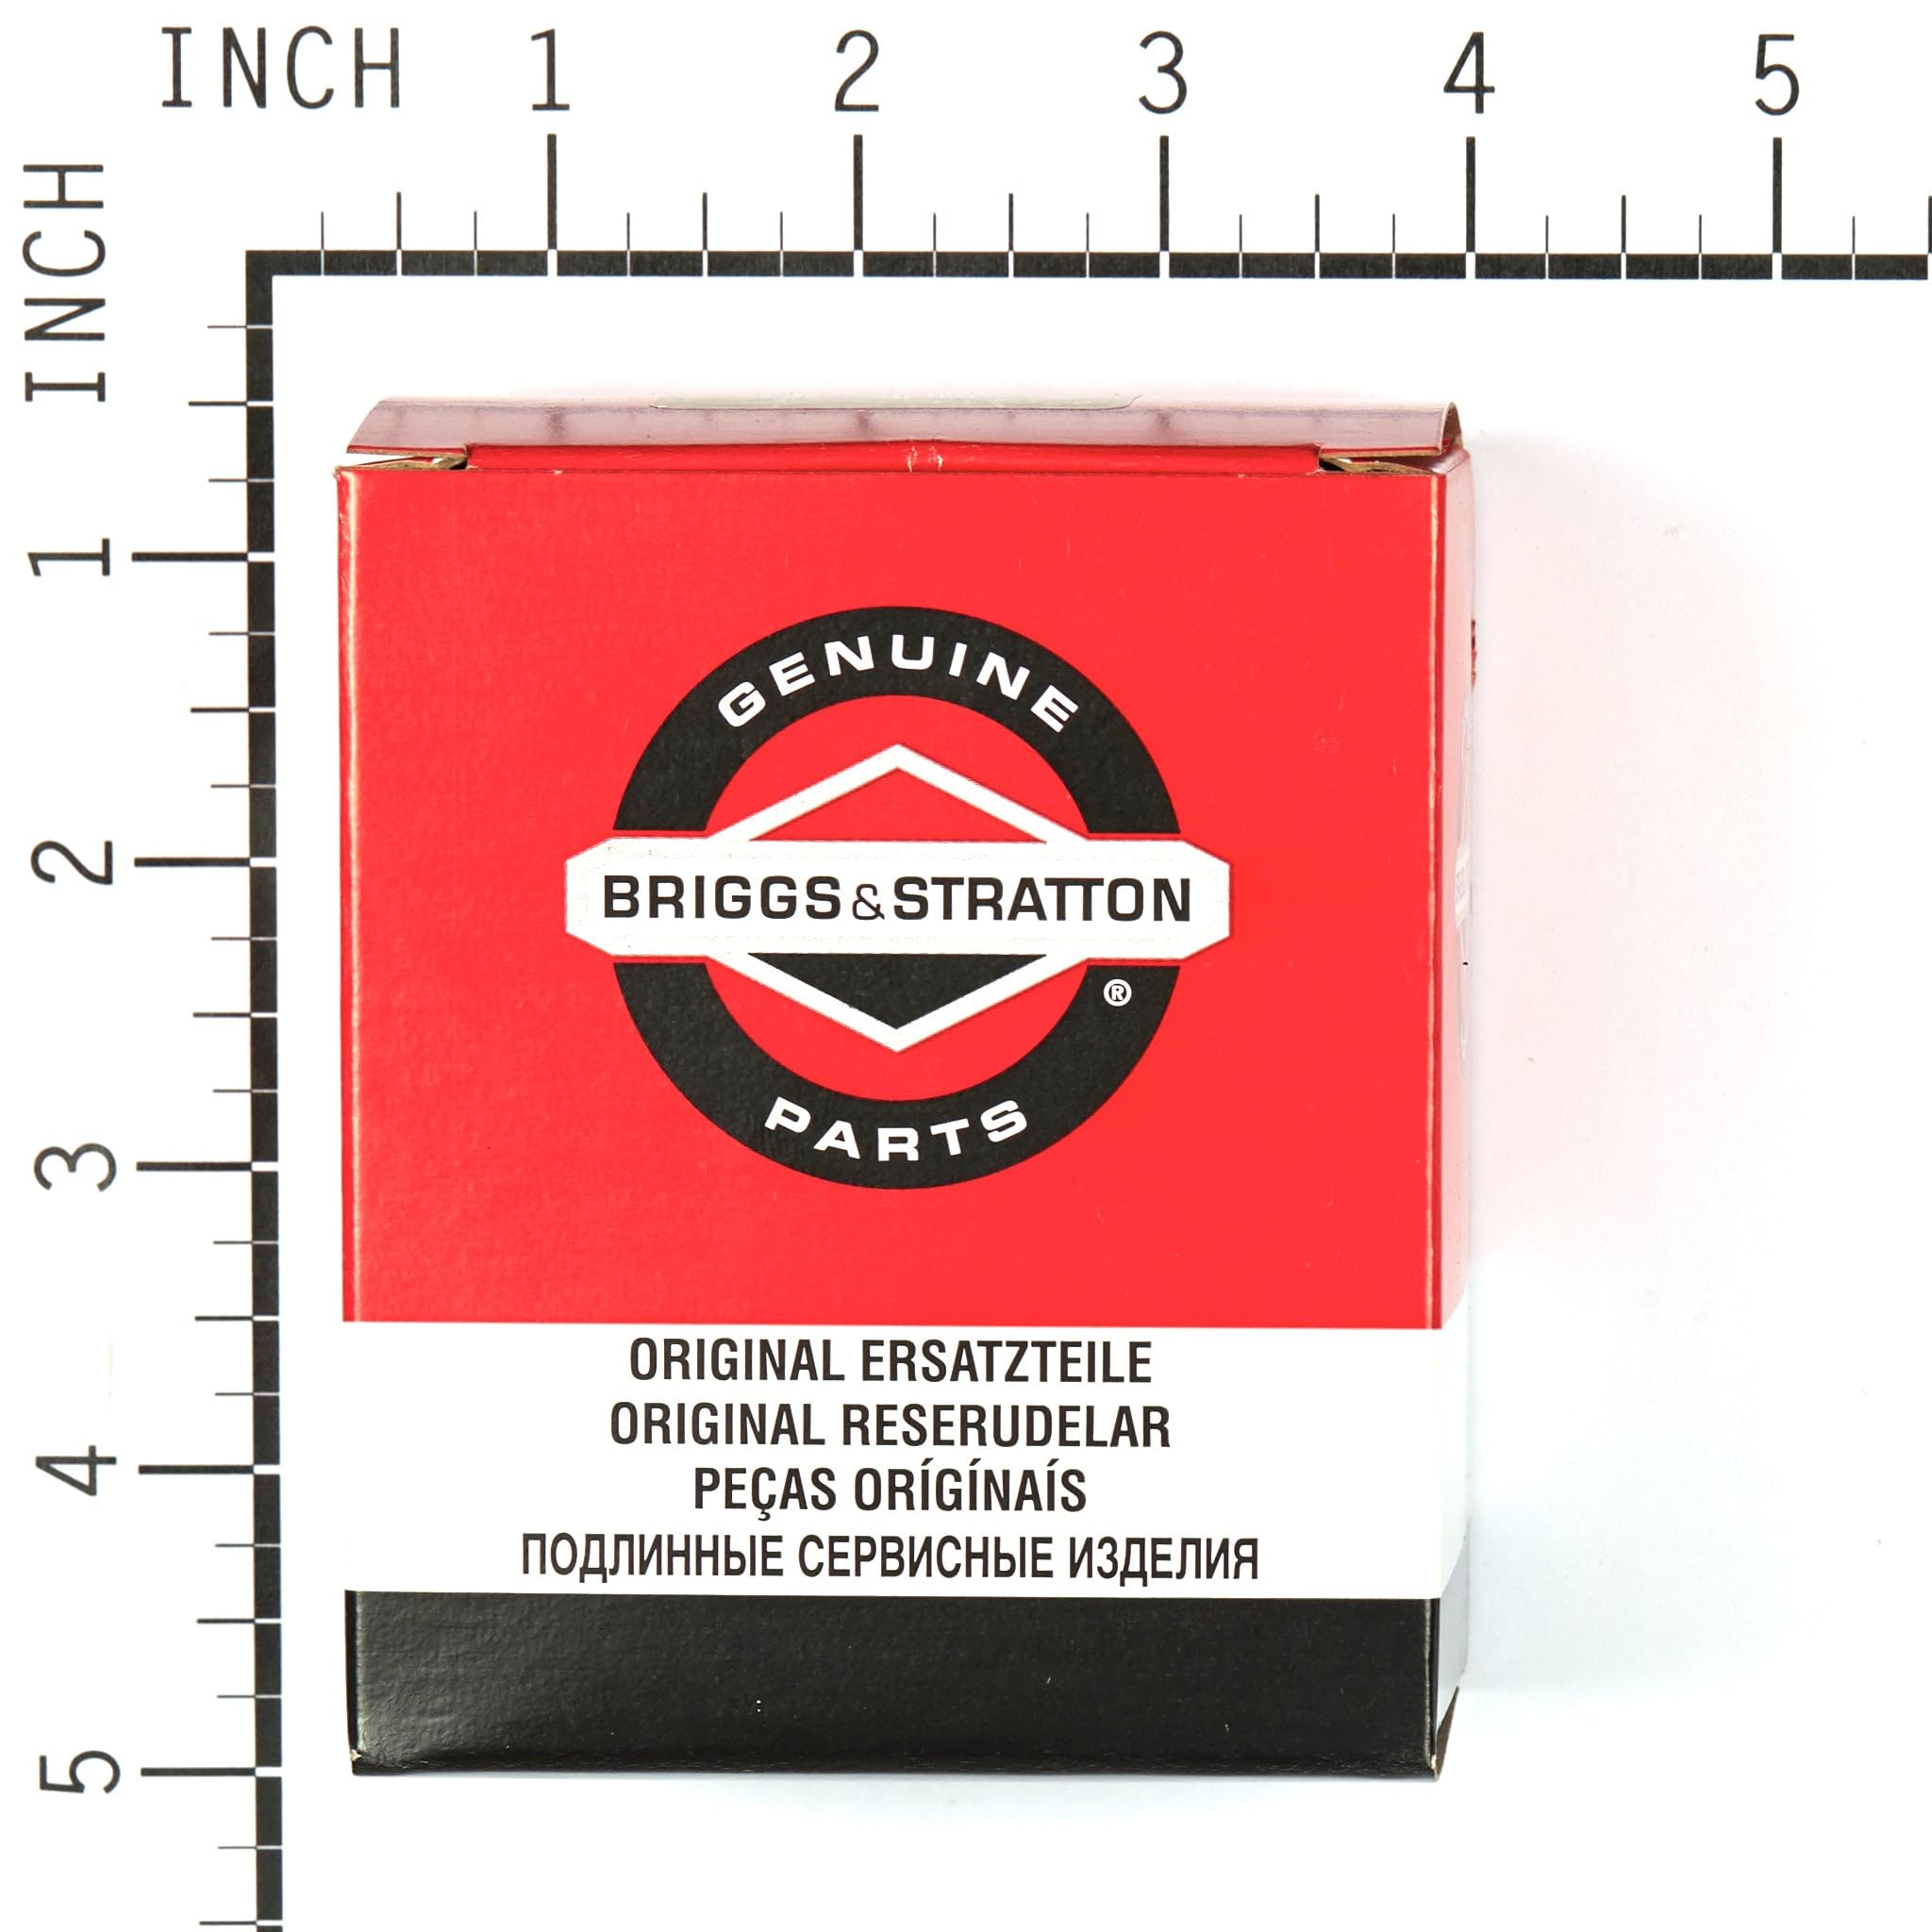 INCH 1 2 3 4 5
INCH
1
2
3
4
5
GENUINE
BRIGGS & STRATTON
®
PARTS
ORIGINAL ERSATZTEILE
ORIGINAL RESERUDELAR
PEÇAS ORÍGÍNAÍS
ПОДЛИННЫЕ СЕРВИСНЫЕ ИЗДЕЛИЯ